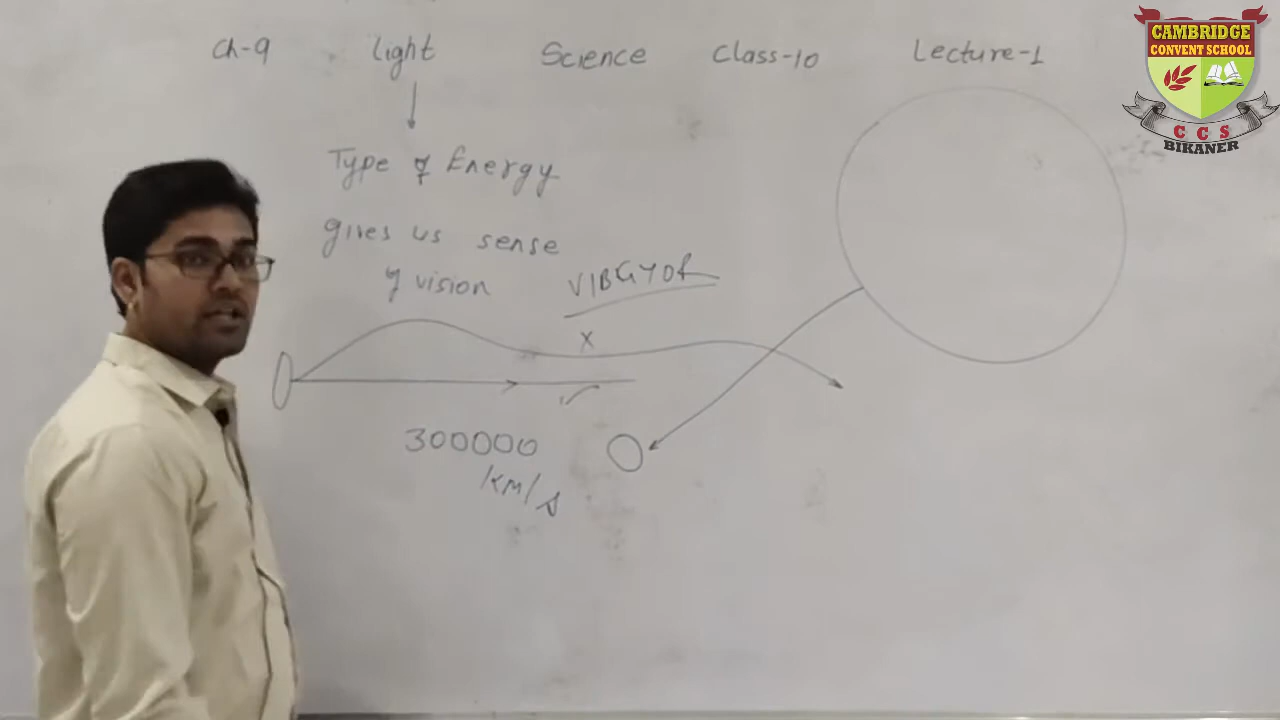 Ch-9 Light Science Class-10 Lecture-1
Type of Energy
gives us sense
of vision
VIBGYOR
x
300000
km/s
CAMBRIDGE
CONVENT SCHOOL
C C S
BIKANER